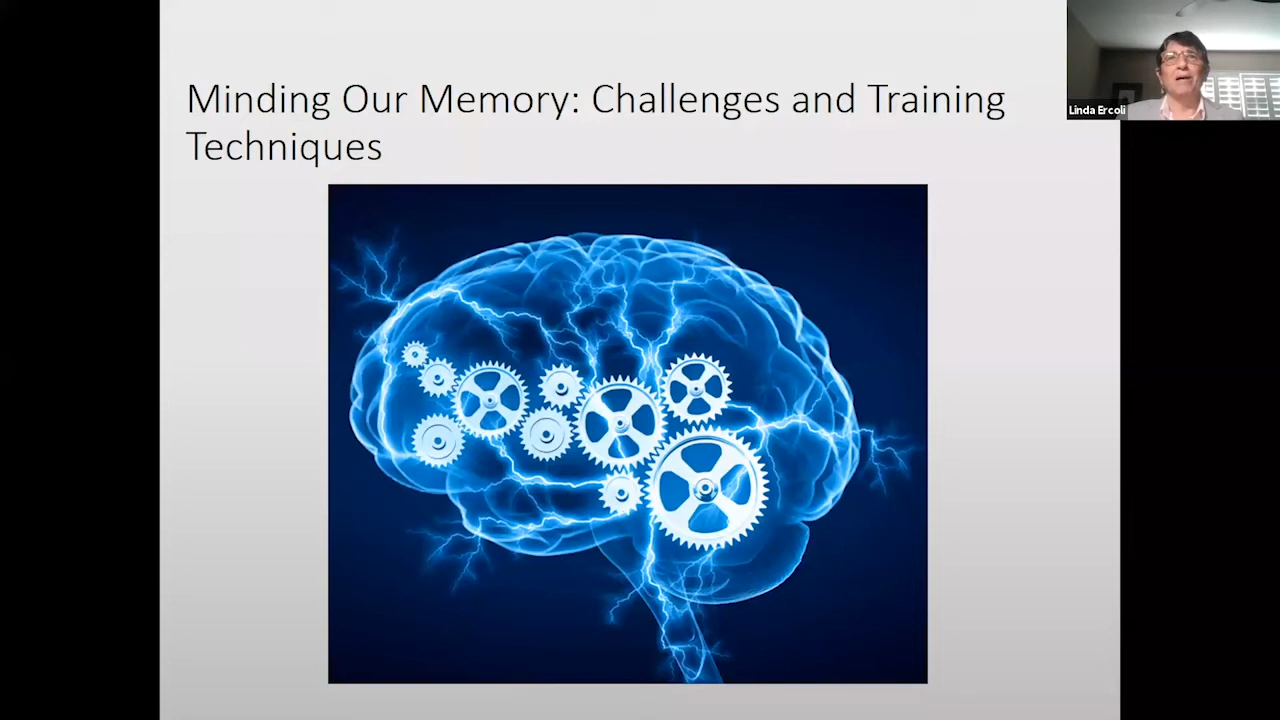 Minding Our Memory: Challenges and Training
Techniques
Linda Ercoli